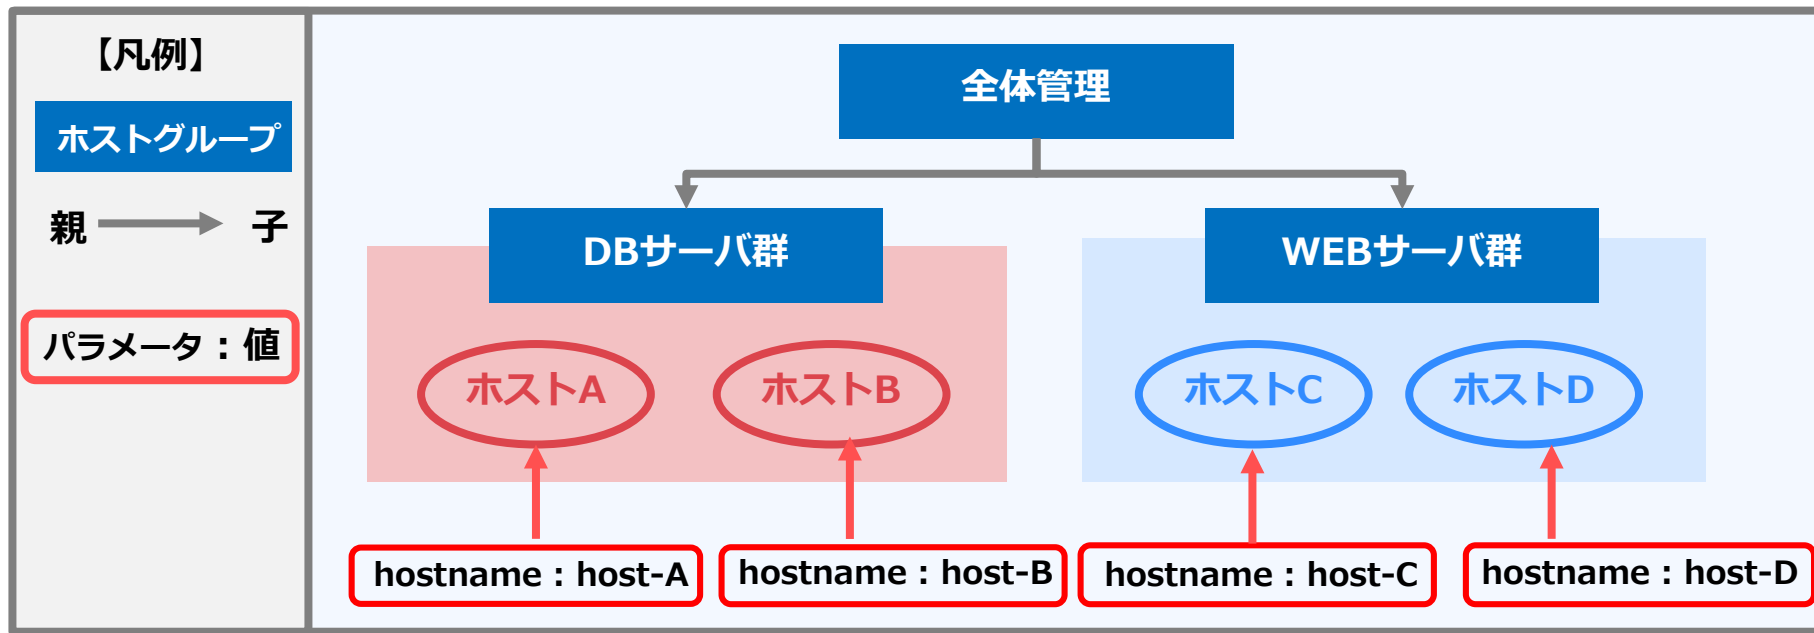 【凡例】
ホストグループ
親 子
パラメータ : 値
全体管理
DBサーバ群
WEBサーバ群
ホストA
ホストB
ホストC
ホストD
hostname : host-A
hostname : host-B
hostname : host-C
hostname : host-D